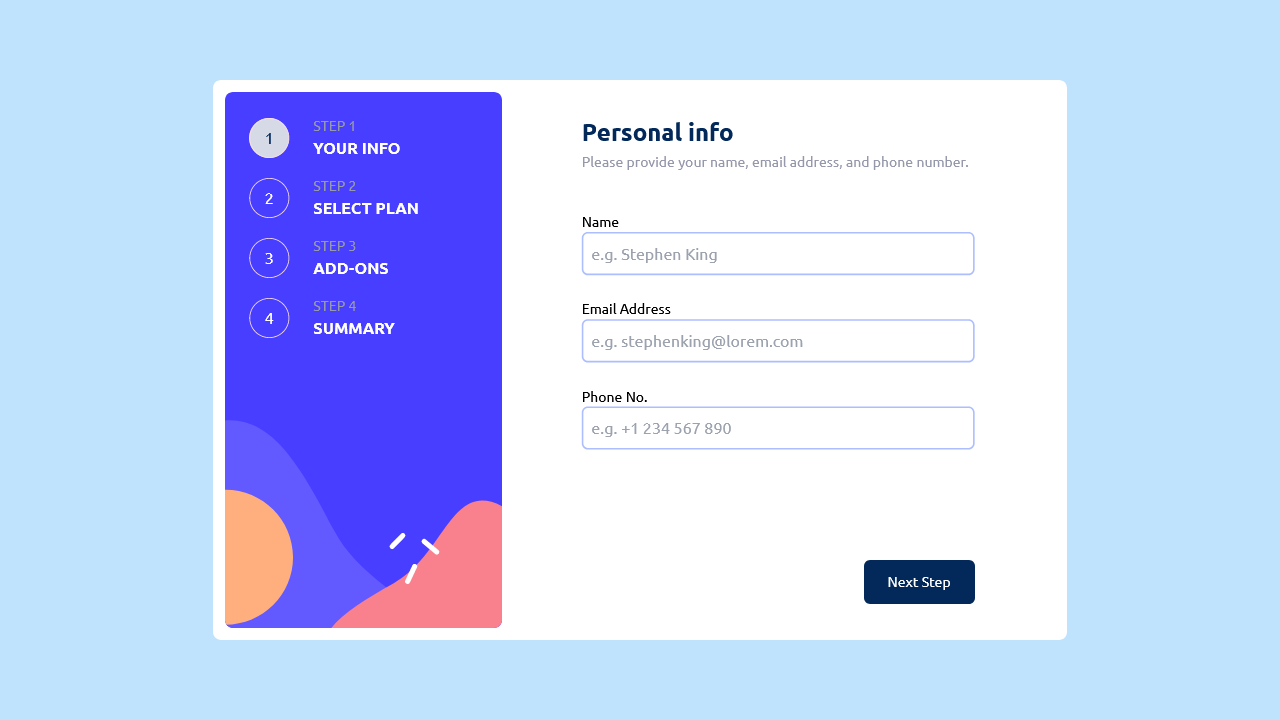 1
STEP 1
YOUR INFO
2
STEP 2
SELECT PLAN
3
STEP 3
ADD-ONS
4
STEP 4
SUMMARY
Personal info
Please provide your name, email address, and phone number.
Name
e.g. Stephen King
Email Address
e.g. stephenking@lorem.com
Phone No.
e.g. +1 234 567 890
Next Step